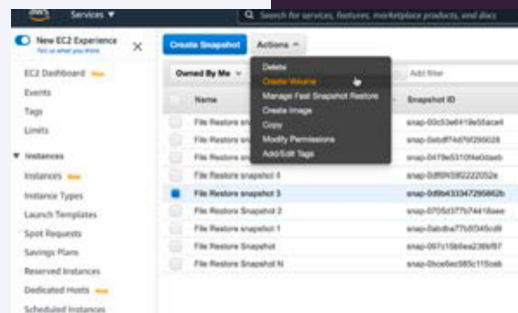 aws
Services
Search for services, features, marketplace products, and docs
New EC2 Experience
Tell us what you think
EC2 Dashboard New
Events
Tags
Limits
Instances
Instances New
Instance Types
Launch Templates
Spot Requests
Savings Plans
Reserved Instances
Dedicated Hosts New
Scheduled Instances
Create Snapshot
Actions
Owned By Me
Add filter
Delete
Create Volume
Manage Fast Snapshot Restore
Create Image
Copy
Modify Permissions
Add/Edit Tags
Name
Snapshot ID
File Restore
File Restore
File Restore
File Restore snapshot 4
File Restore snapshot 3
File Restore Snapshot 2
File Restore snapshot 1
File Restore Snapshot
File Restore Snapshot N